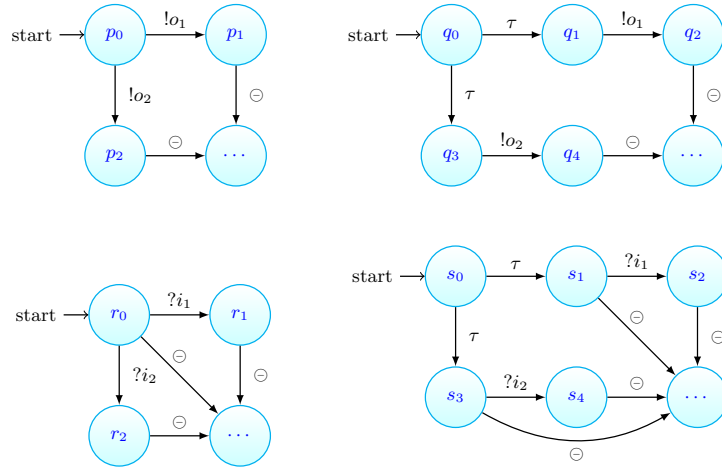 start p₀ !o₁ p₁
!o₂ ⊖
p₂ ⊖ ···
start q₀ τ q₁ !o₁ q₂
τ ⊖
q₃ !o₂ q₄ ⊖ ···
start r₀ ?i₁ r₁
?i₂ ⊖ ⊖
r₂ ⊖ ···
start s₀ τ s₁ ?i₁ s₂
τ ⊖ ⊖
s₃ ?i₂ s₄ ⊖ ···
⊖